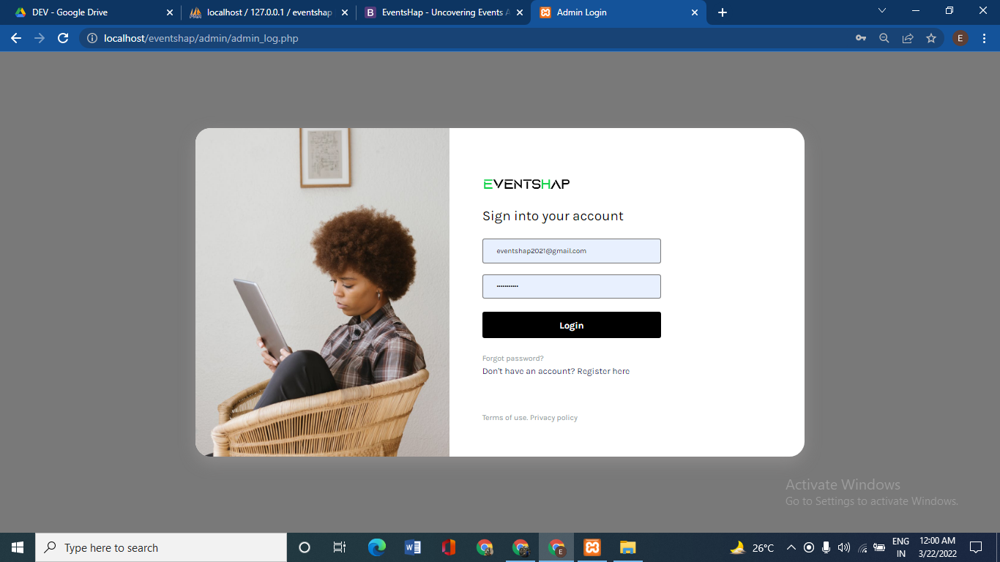 DEV - Google Drive
localhost / 127.0.0.1 / eventshap
EventsHap - Uncovering Events A
Admin Login
localhost/eventshap/admin/admin_log.php
E
EVENTSHAP
Sign into your account
eventshap2021@gmail.com
•••••••••••
Login
Forgot password?
Don't have an account? Register here
Terms of use. Privacy policy
Activate Windows
Go to Settings to activate Windows.
Type here to search
26°C
ENG
IN
12:00 AM
3/22/2022